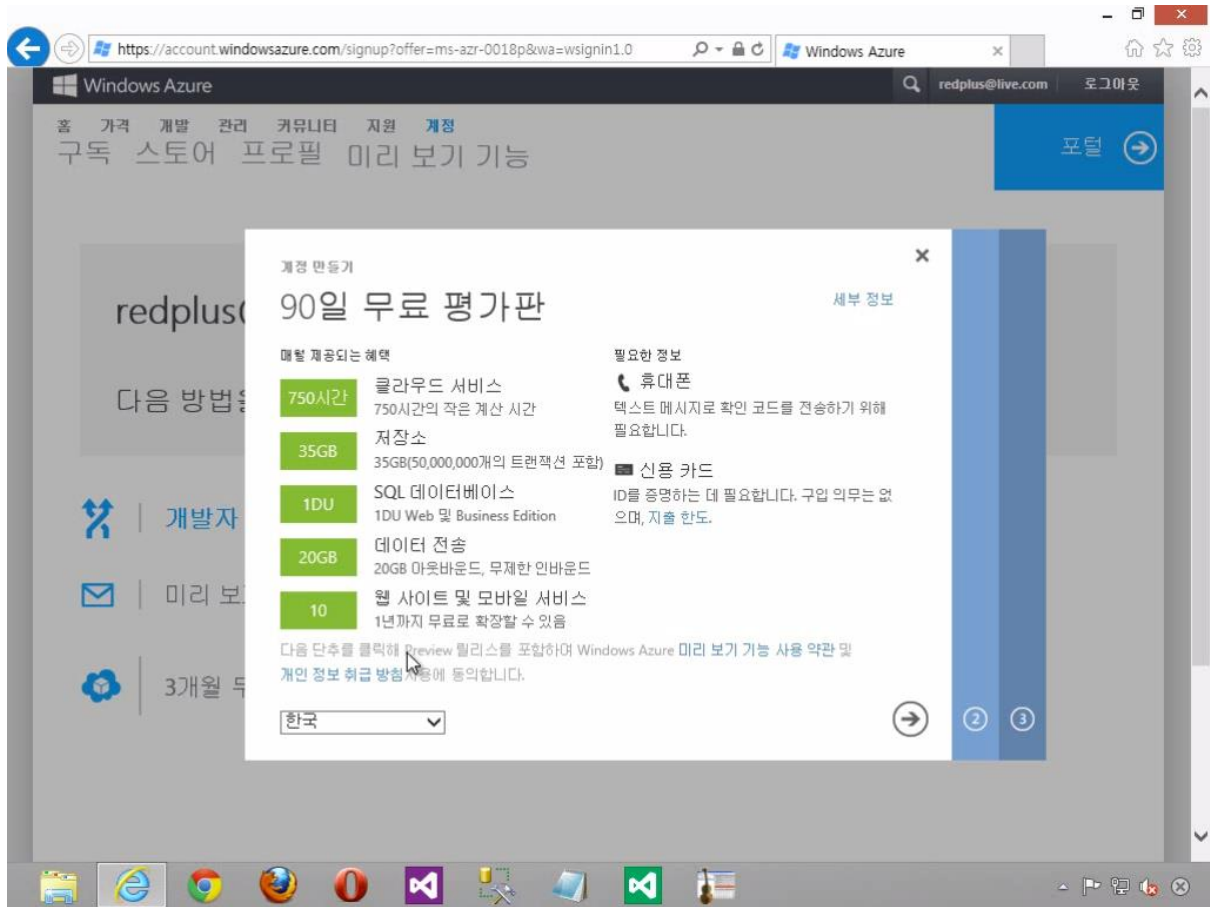 https://account.windowsazure.com/signup?offer=ms-azr-0018p&wa=wsignin1.0
Windows Azure
Windows Azure
redplus@live.com
로그아웃
홈 가격 개발 관리 커뮤니티 지원 계정
구독 스토어 프로필 미리 보기 기능
포털
redplus
다음 방법
개발자
미리 보
3개월
계정 만들기
90일 무료 평가판
세부 정보
매월 제공되는 혜택
750시간
클라우드 서비스
750시간의 작은 계산 시간
35GB
저장소
35GB(50,000,000개의 트랜잭션 포함)
1DU
SQL 데이터베이스
1DU Web 및 Business Edition
20GB
데이터 전송
20GB 아웃바운드, 무제한 인바운드
10
웹 사이트 및 모바일 서비스
1년까지 무료로 확장할 수 있음
필요한 정보
휴대폰
텍스트 메시지로 확인 코드를 전송하기 위해
필요합니다.
신용 카드
ID를 증명하는 데 필요합니다. 구입 의무는 없
으며, 지출 한도.
다음 단추를 클릭해 Preview 릴리스를 포함하여 Windows Azure 미리 보기 기능 사용 약관 및
개인 정보 취급 방침 사용에 동의합니다.
한국
2
3